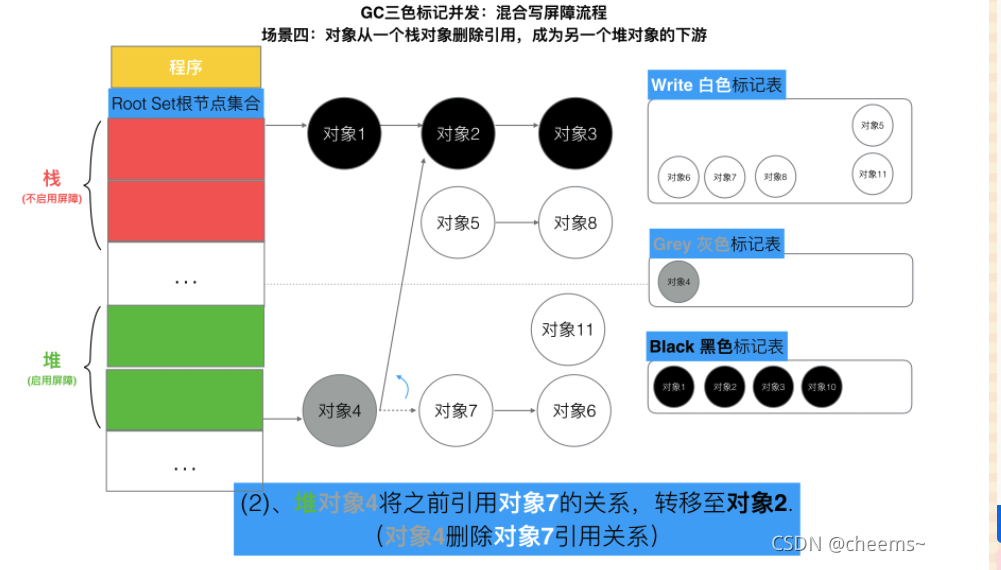 GC三色标记并发：混合写屏障流程
场景四：对象从一个栈对象删除引用，成为另一个堆对象的下游
程序
Root Set根节点集合
栈
(不启用屏障)
...
堆
(启用屏障)
...
对象1
对象2
对象3
对象5
对象8
对象11
对象4
对象7
对象6
Write 白色标记表
对象5
对象6
对象7
对象8
对象11
Grey 灰色标记表
对象4
Black 黑色标记表
对象1
对象2
对象3
对象10
(2)、堆对象4将之前引用对象7的关系，转移至对象2.
（对象4删除对象7引用关系）
CSDN @cheems~